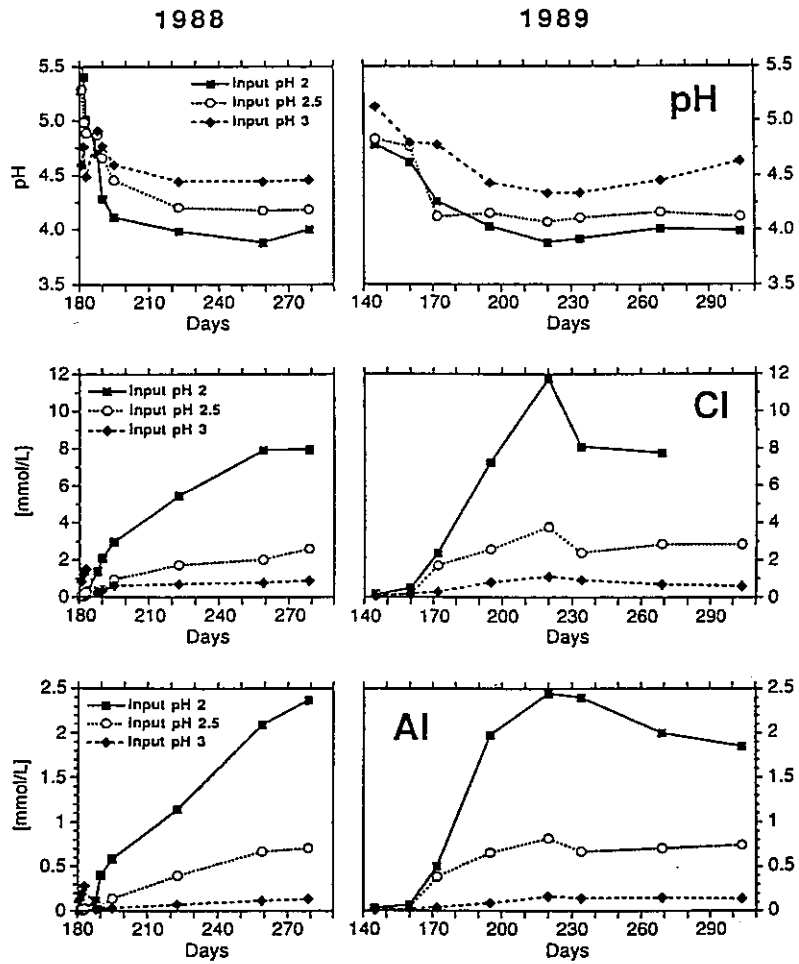 1988
1989
5.5
5.0
4.5
4.0
3.5
pH
Input pH 2
Input pH 2.5
Input pH 3
180 210 240 270
Days
pH
5.5
5.0
4.5
4.0
3.5
140 170 200 230 260 290
Days
12
10
8
6
4
2
0
[mmol/L]
Input pH 2
Input pH 2.5
Input pH 3
180 210 240 270
Days
Cl
12
10
8
6
4
2
0
140 170 200 230 260 290
Days
2.5
2
1.5
1
0.5
0
[mmol/L]
Input pH 2
Input pH 2.5
Input pH 3
180 210 240 270
Days
Al
2.5
2
1.5
1
0.5
0
140 170 200 230 260 290
Days